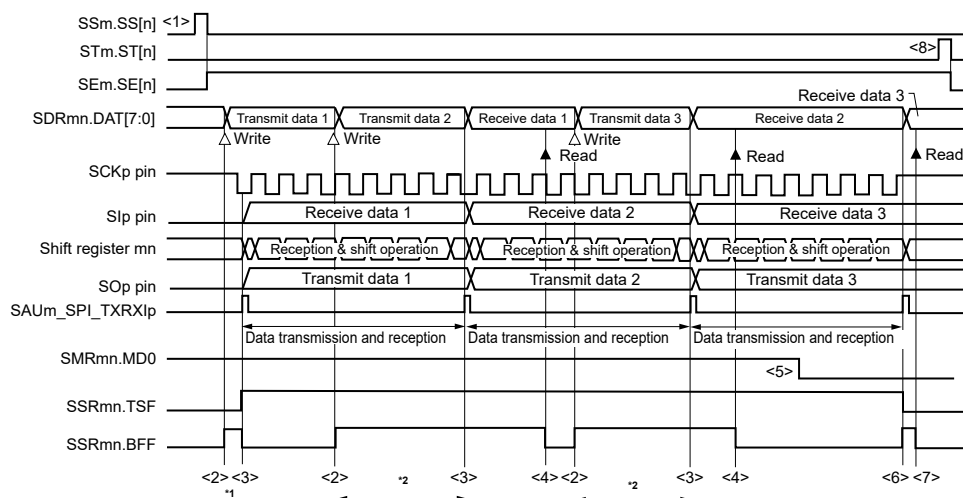 SSm.SS[n] <1>
STm.ST[n] <8>
SEm.SE[n]
Receive data 3
SDRmn.DAT[7:0] Transmit data 1 Transmit data 2 Receive data 1 Transmit data 3 Receive data 2
Write Write Write
Read Read Read
SCKp pin
SIp pin Receive data 1 Receive data 2 Receive data 3
Shift register mn Reception & shift operation Reception & shift operation Reception & shift operation
SOp pin Transmit data 1 Transmit data 2 Transmit data 3
SAUm_SPI_TXRXIp
Data transmission and reception Data transmission and reception Data transmission and reception
SMRmn.MD0
<5>
SSRmn.TSF
SSRmn.BFF
<2> <3> <2> <3> <4> <2> <3> <4> <6> <7>
*1 *2 *2